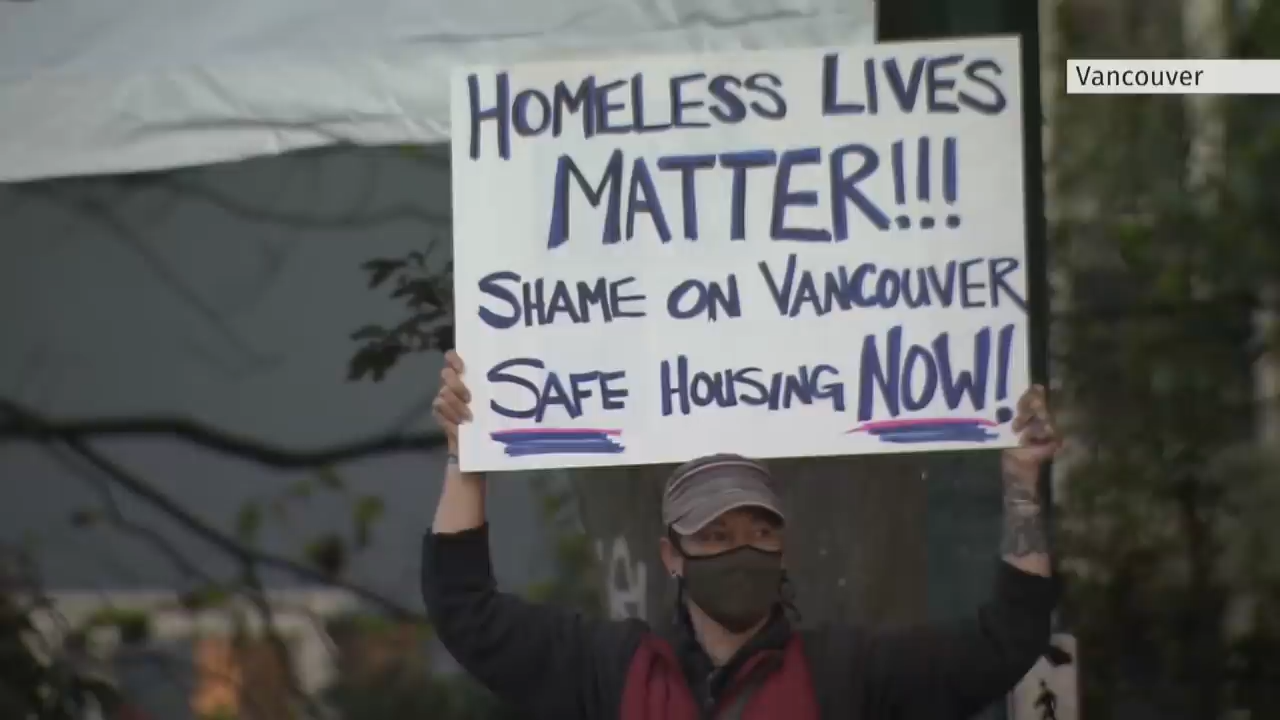 Vancouver
HOMELESS LIVES
MATTER!!!
SHAME ON VANCOUVER
SAFE HOUSING NOW!